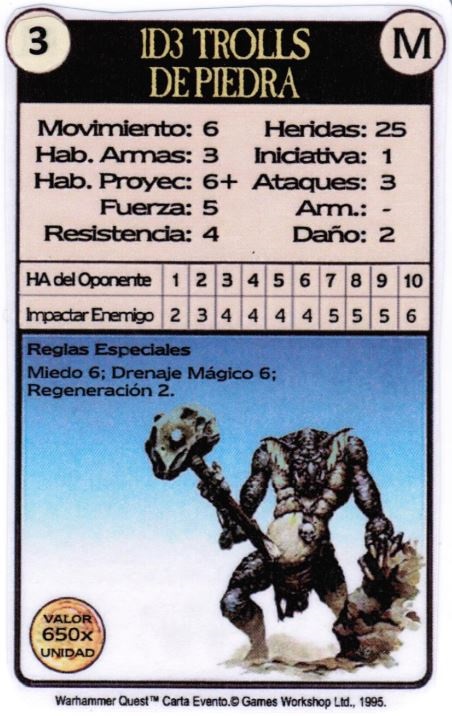 3
1D3 TROLLS
DE PIEDRA
M
Movimiento: 6 Heridas: 25
Hab. Armas: 3 Iniciativa: 1
Hab. Proyec: 6+ Ataques: 3
Fuerza: 5 Arm.: -
Resistencia: 4 Daño: 2
HA del Oponente 1 2 3 4 5 6 7 8 9 10
Impactar Enemigo 2 3 4 4 4 4 5 5 5 6
Reglas Especiales
Miedo 6; Drenaje Mágico 6;
Regeneración 2.
VALOR
650x
UNIDAD
Warhammer Quest™ Carta Evento.© Games Workshop Ltd., 1995.